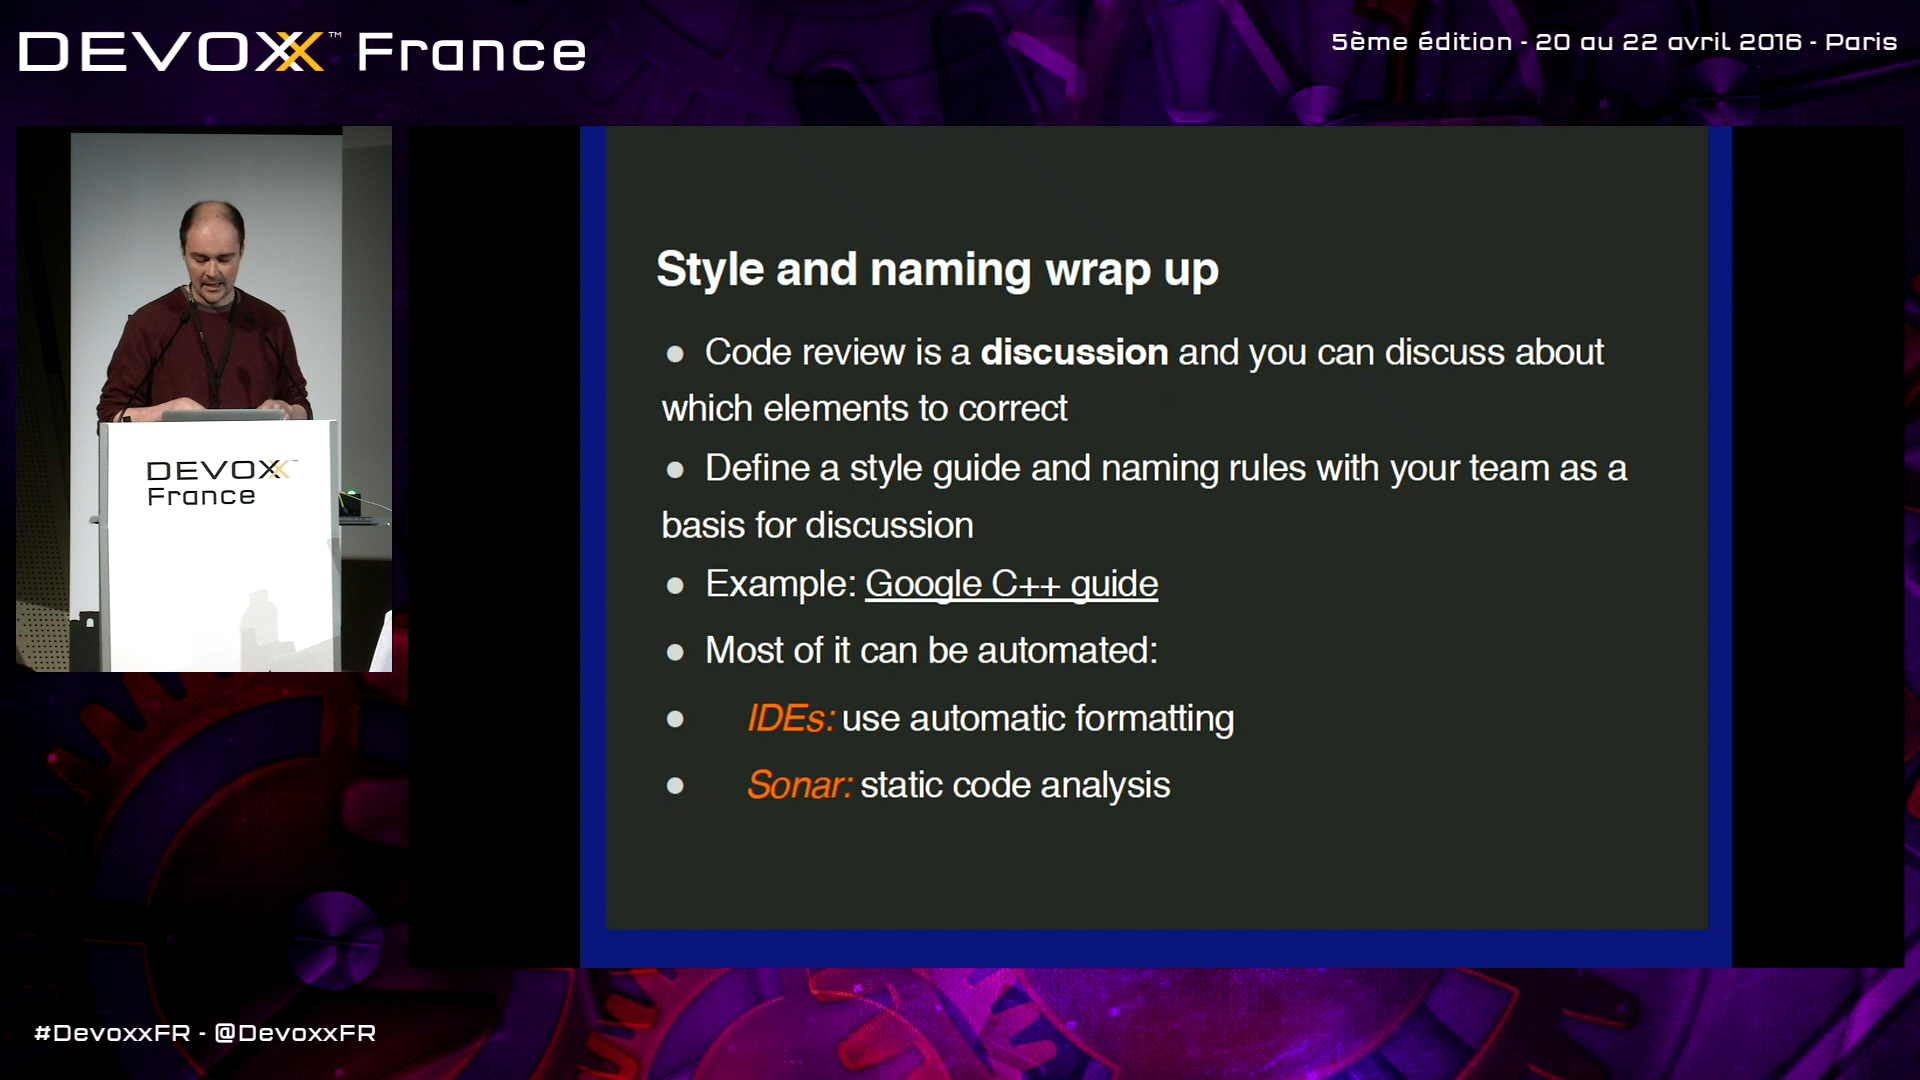 DEVOXX™ France
5ème édition - 20 au 22 avril 2016 - Paris
DEVOXX™
France
Style and naming wrap up
● Code review is a discussion and you can discuss about
which elements to correct
● Define a style guide and naming rules with your team as a
basis for discussion
● Example: Google C++ guide
● Most of it can be automated:
● IDEs: use automatic formatting
● Sonar: static code analysis
#DevoxxFR - @DevoxxFR